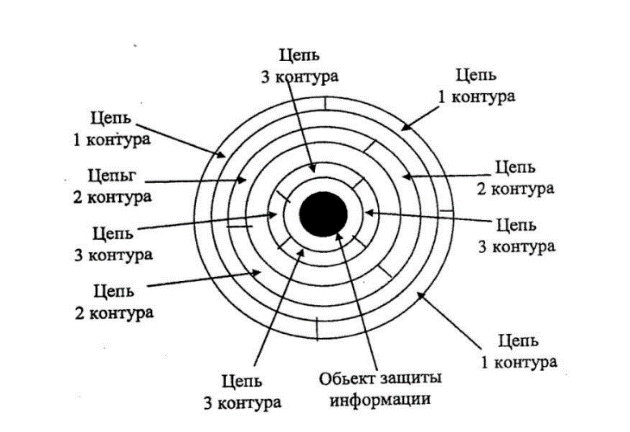 Цепь
3 контура
Цепь
1 контура
Цепь
1 контура
Цепьг
2 контура
Цепь
2 контура
Цепь
3 контура
Цепь
3 контура
Цепь
2 контура
Цепь
1 контура
Цепь
3 контура
Обьект защиты
информации